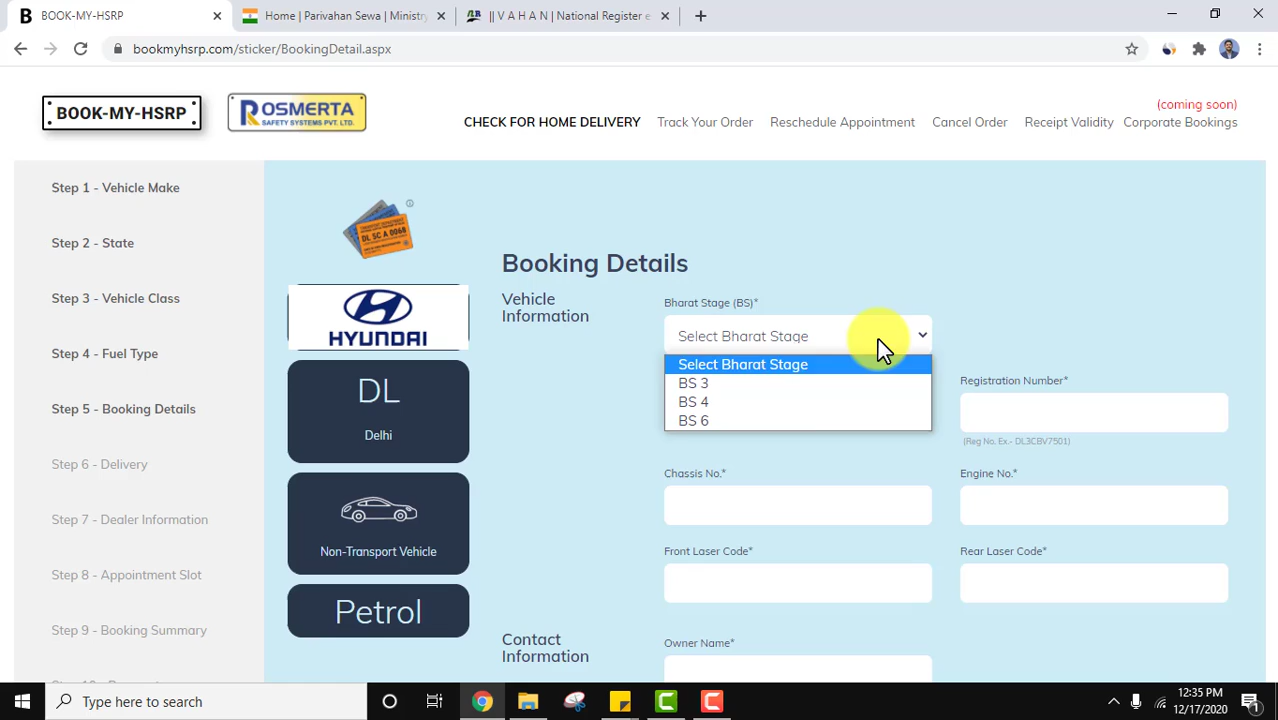 BOOK-MY-HSRP
Home | Parivahan Sewa | Ministry
|| V A H A N | National Register e
bookmyhsrp.com/sticker/BookingDetail.aspx
BOOK-MY-HSRP
ROSMERTA
SAFETY SYSTEMS PVT. LTD.
(coming soon)
CHECK FOR HOME DELIVERY
Track Your Order
Reschedule Appointment
Cancel Order
Receipt Validity
Corporate Bookings
Step 1 - Vehicle Make
Step 2 - State
Step 3 - Vehicle Class
Step 4 - Fuel Type
Step 5 - Booking Details
Step 6 - Delivery
Step 7 - Dealer Information
Step 8 - Appointment Slot
Step 9 - Booking Summary
DL 5C A 0068
HYUNDAI
DL
Delhi
Non-Transport Vehicle
Petrol
Booking Details
Vehicle
Information
Bharat Stage (BS)*
Select Bharat Stage
Select Bharat Stage
BS 3
BS 4
BS 6
Registration Number*
(Reg No. Ex.- DL3CBV7501)
Chassis No.*
Engine No.*
Front Laser Code*
Rear Laser Code*
Contact
Information
Owner Name*
Type here to search
12:35 PM
12/17/2020